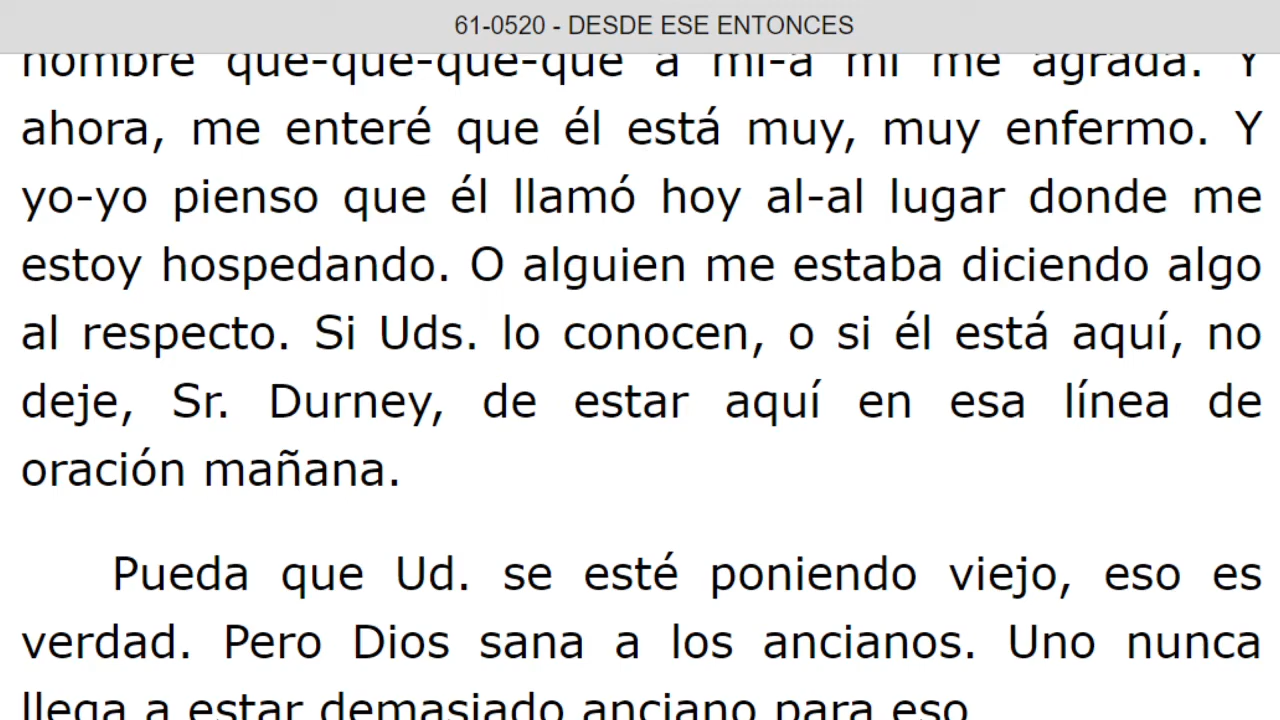 61-0520 - DESDE ESE ENTONCES
hombre que-que-que-que a mí-a mí me agrada. Y
ahora, me enteré que él está muy, muy enfermo. Y
yo-yo pienso que él llamó hoy al-al lugar donde me
estoy hospedando. O alguien me estaba diciendo algo
al respecto. Si Uds. lo conocen, o si él está aquí, no
deje, Sr. Durney, de estar aquí en esa línea de
oración mañana.
Pueda que Ud. se esté poniendo viejo, eso es
verdad. Pero Dios sana a los ancianos. Uno nunca
llega a estar demasiado anciano para eso